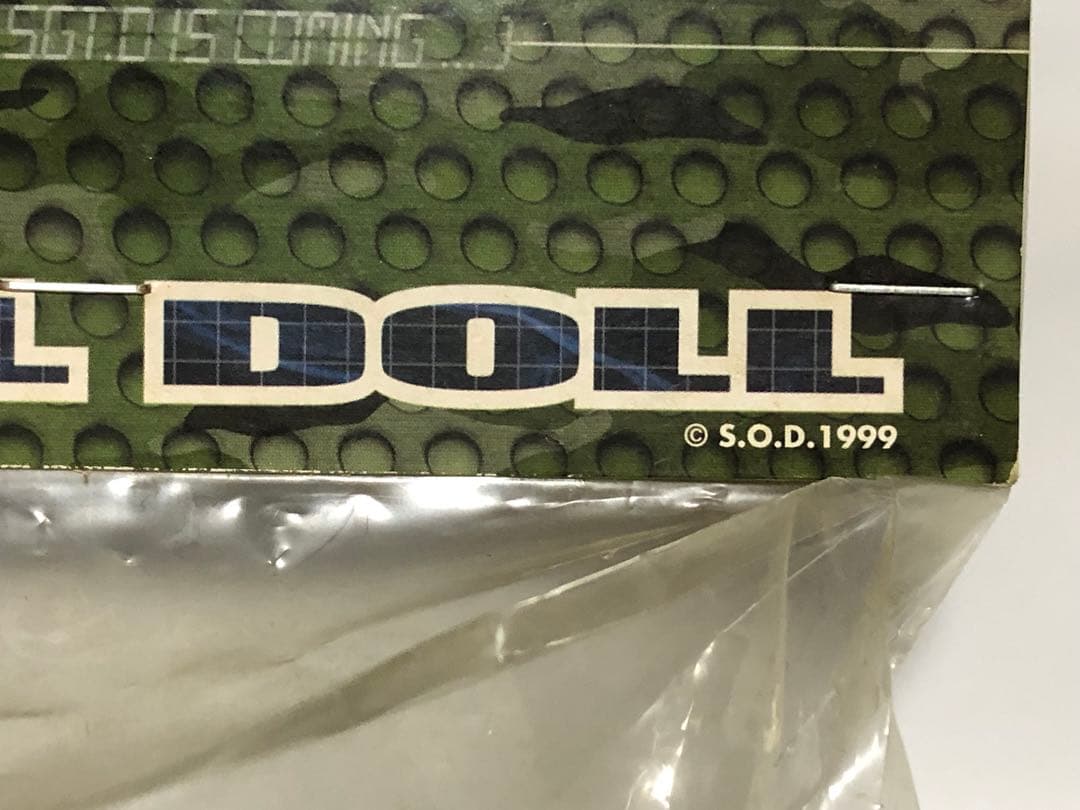 SGT.D IS COMING ...]
L DOLL
© S.O.D.1999